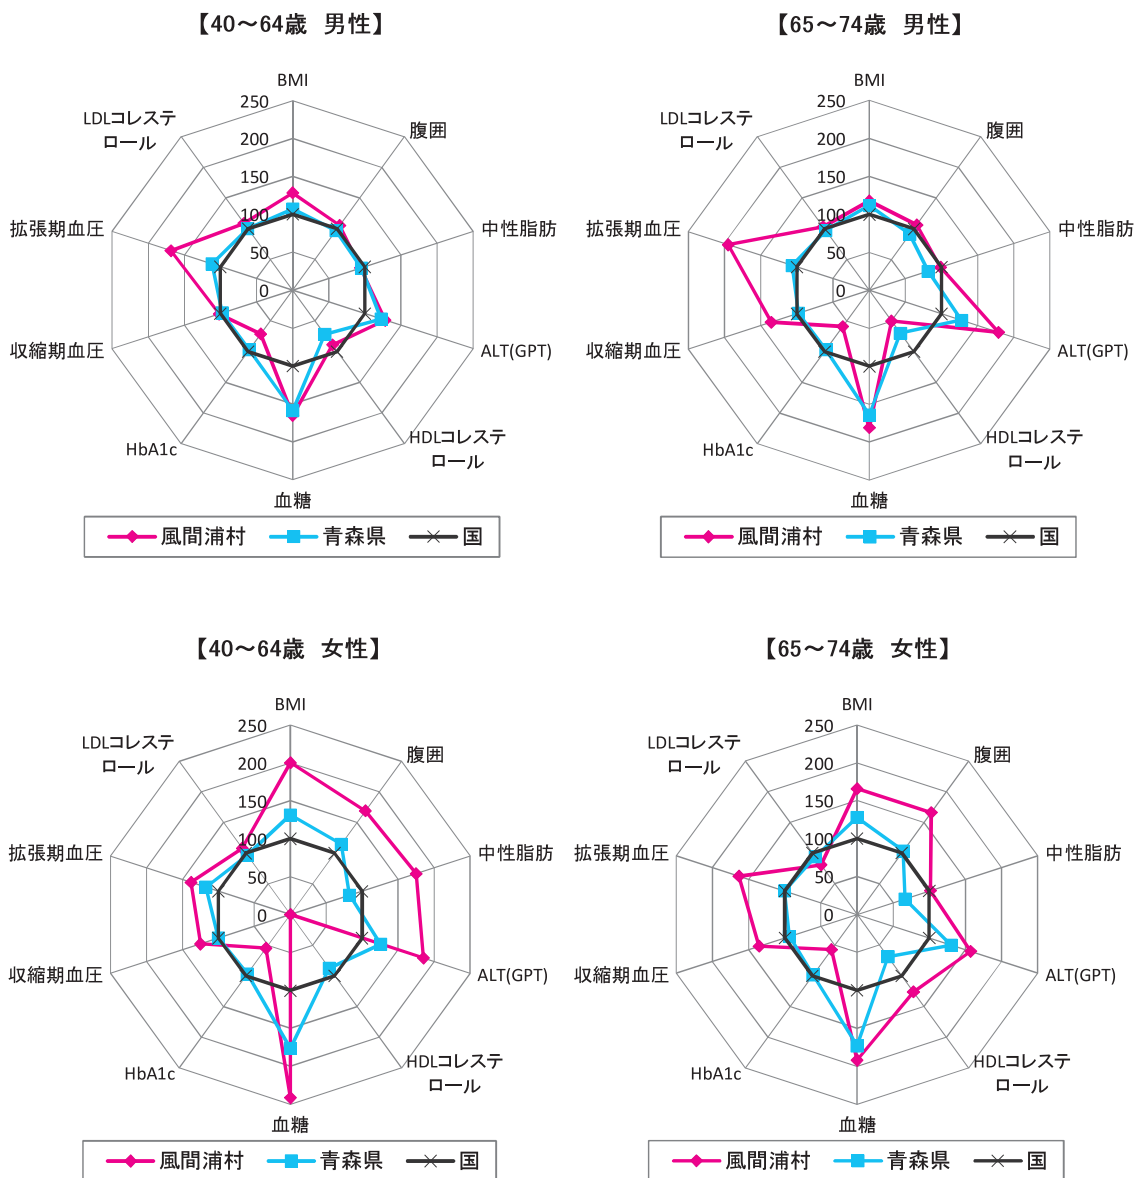 【40～64歳 男性】
BMI
腹囲
中性脂肪
ALT(GPT)
HDLコレステ
ロール
血糖
HbA1c
収縮期血圧
拡張期血圧
LDLコレステ
ロール
250
200
150
100
50
0
風間浦村
青森県
国
【65～74歳 男性】
BMI
腹囲
中性脂肪
ALT(GPT)
HDLコレステ
ロール
血糖
HbA1c
収縮期血圧
拡張期血圧
LDLコレステ
ロール
250
200
150
100
50
0
風間浦村
青森県
国
【40～64歳 女性】
BMI
腹囲
中性脂肪
ALT(GPT)
HDLコレステ
ロール
血糖
HbA1c
収縮期血圧
拡張期血圧
LDLコレステ
ロール
250
200
150
100
50
0
風間浦村
青森県
国
【65～74歳 女性】
BMI
腹囲
中性脂肪
ALT(GPT)
HDLコレステ
ロール
血糖
HbA1c
収縮期血圧
拡張期血圧
LDLコレステ
ロール
250
200
150
100
50
0
風間浦村
青森県
国